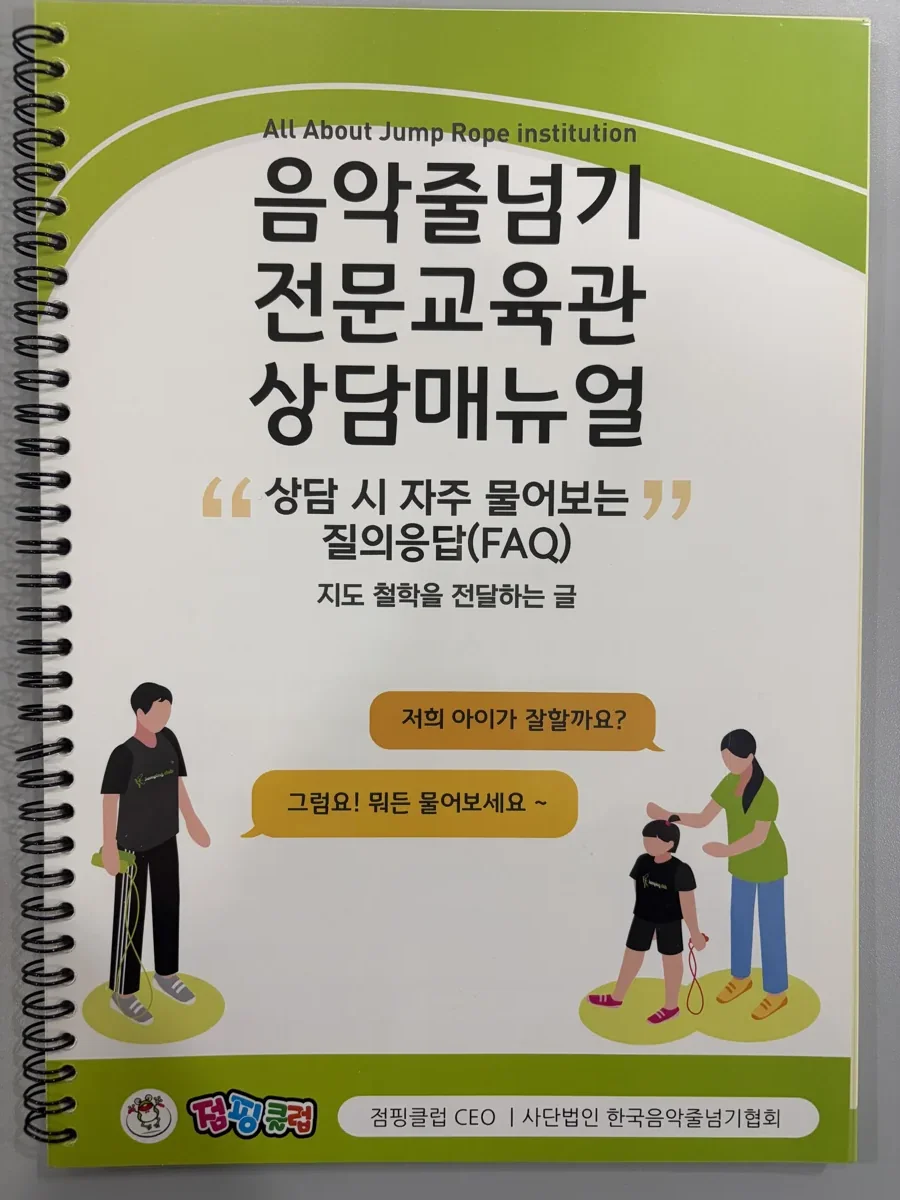 All About Jump Rope institution
음악줄넘기
전문교육관
상담매뉴얼
“ 상담 시 자주 물어보는 ”
질의응답(FAQ)
지도 철학을 전달하는 글
저희 아이가 잘할까요?
그럼요! 뭐든 물어보세요 ~
Jumping Club
Jumping Club
점핑클럽
점핑클럽 CEO | 사단법인 한국음악줄넘기협회